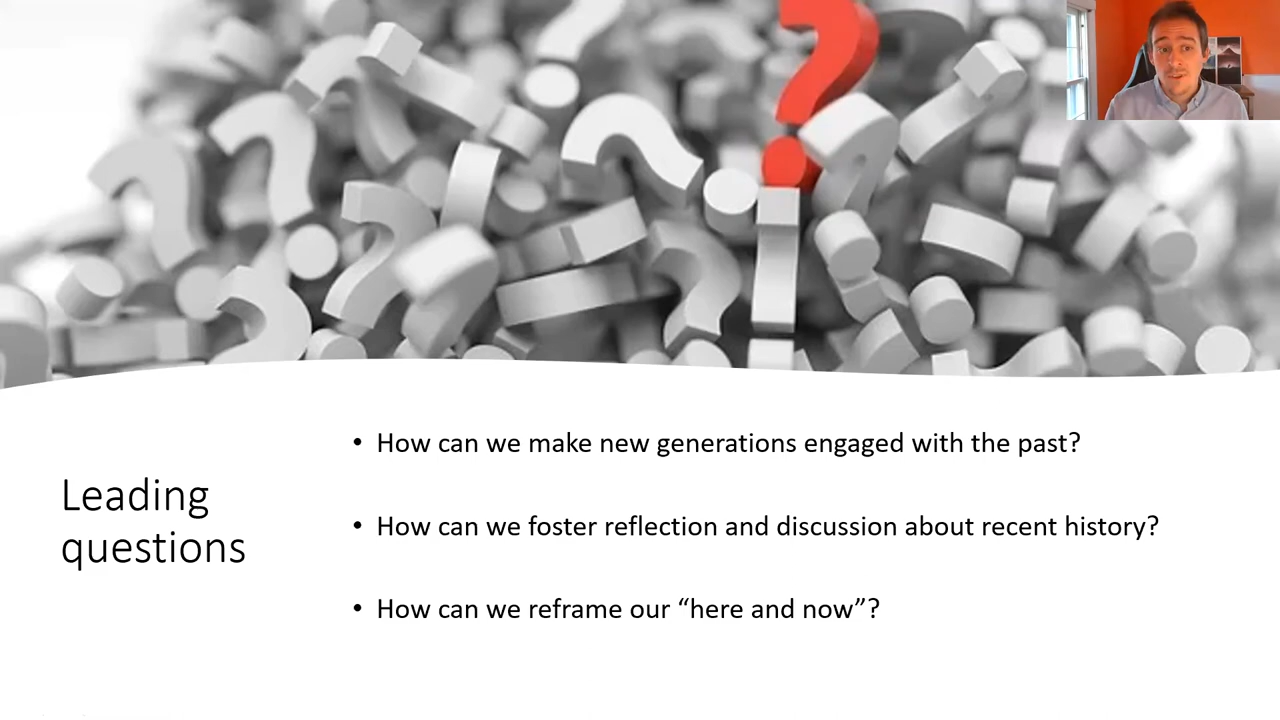 Leading
questions
• How can we make new generations engaged with the past?
• How can we foster reflection and discussion about recent history?
• How can we reframe our “here and now”?